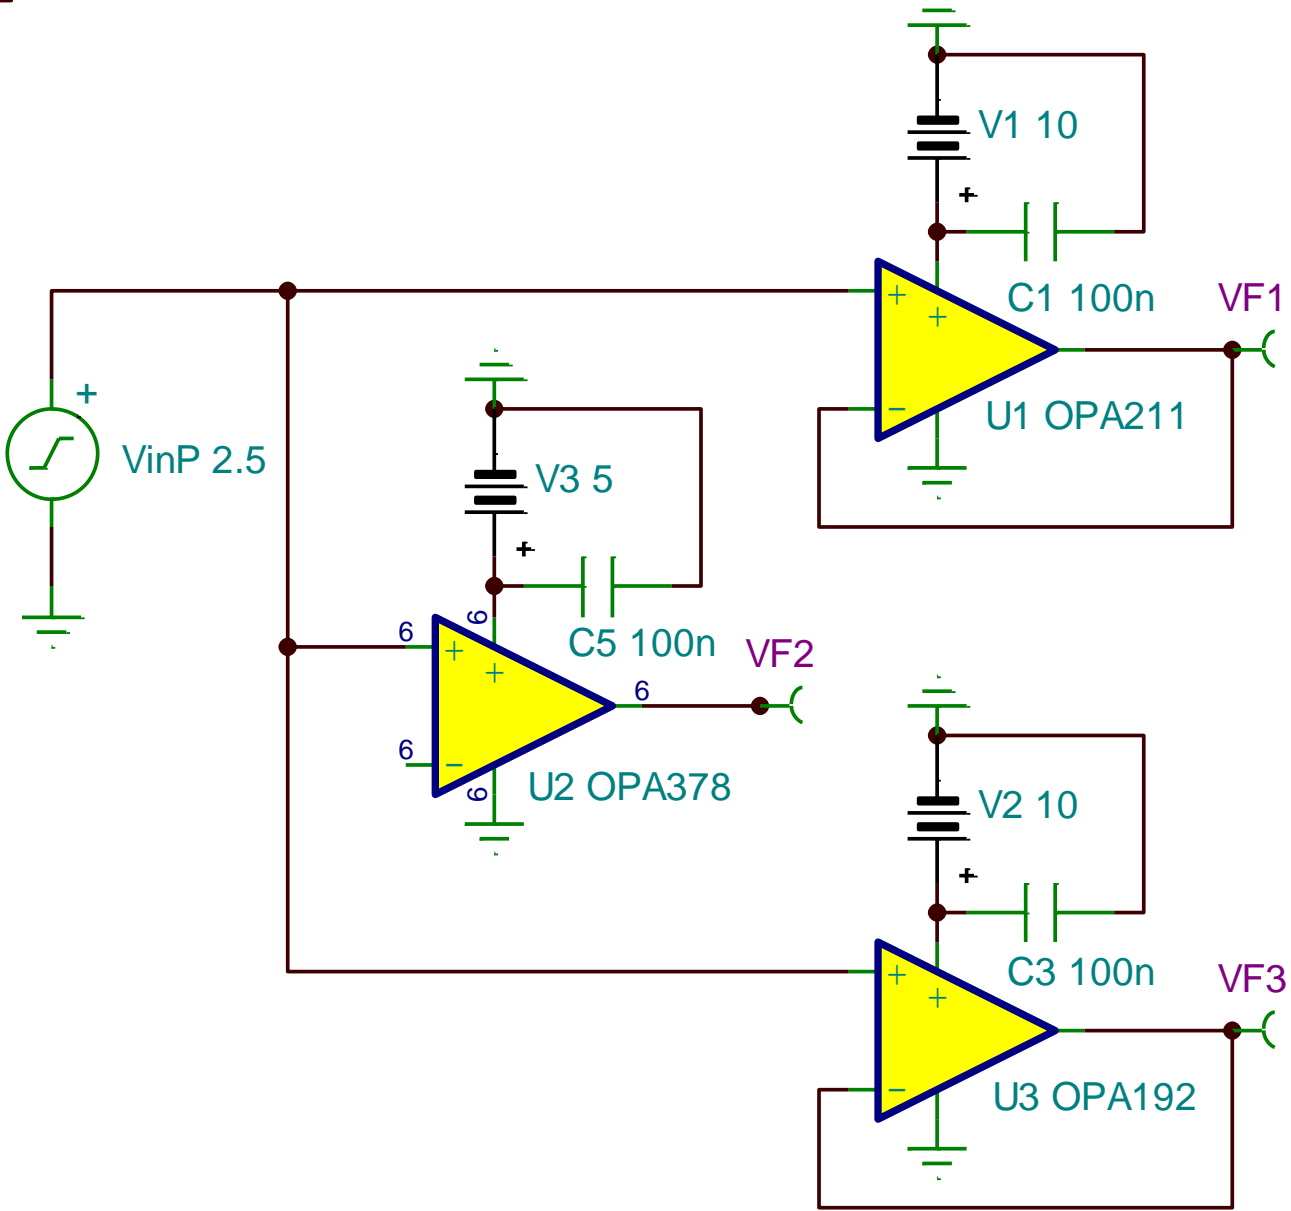 V1 10
+
C1 100n
VF1
+
+
−
U1 OPA211
+
VinP 2.5
V3 5
+
C5 100n
VF2
6
6
+
+
6
6
−
6
U2 OPA378
V2 10
+
C3 100n
VF3
+
+
−
U3 OPA192